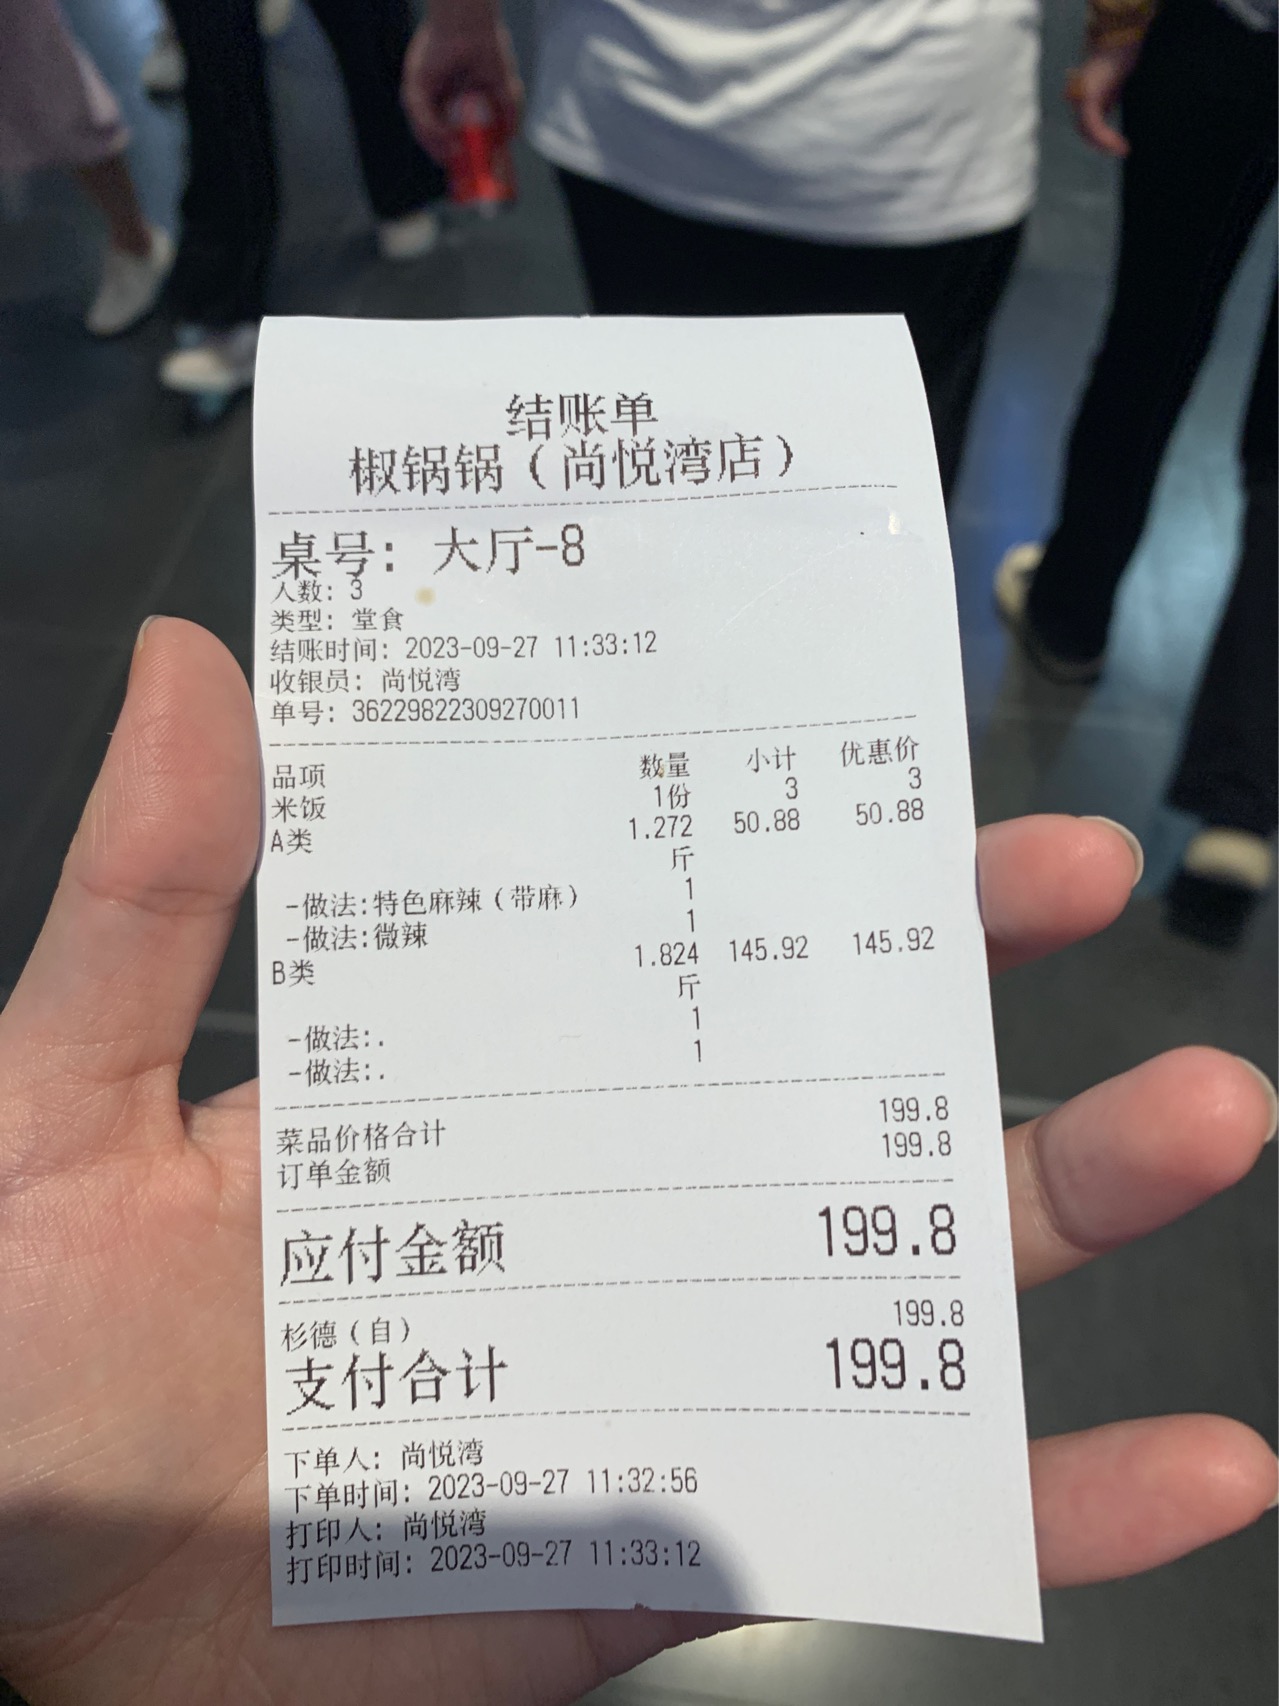 结账单
椒锅锅（尚悦湾店）
桌号: 大厅-8
人数: 3
类型: 堂食
结账时间: 2023-09-27 11:33:12
收银员: 尚悦湾
单号: 36229822309270011
品项 数量 小计 优惠价
米饭 1份 3 3
A类 1.272 50.88 50.88
斤
-做法:特色麻辣（带麻） 1
-做法:微辣 1
B类 1.824 145.92 145.92
斤
-做法:. 1
-做法:. 1
菜品价格合计 199.8
订单金额 199.8
应付金额 199.8
杉德（自） 199.8
支付合计 199.8
下单人: 尚悦湾
下单时间: 2023-09-27 11:32:56
打印人: 尚悦湾
打印时间: 2023-09-27 11:33:12